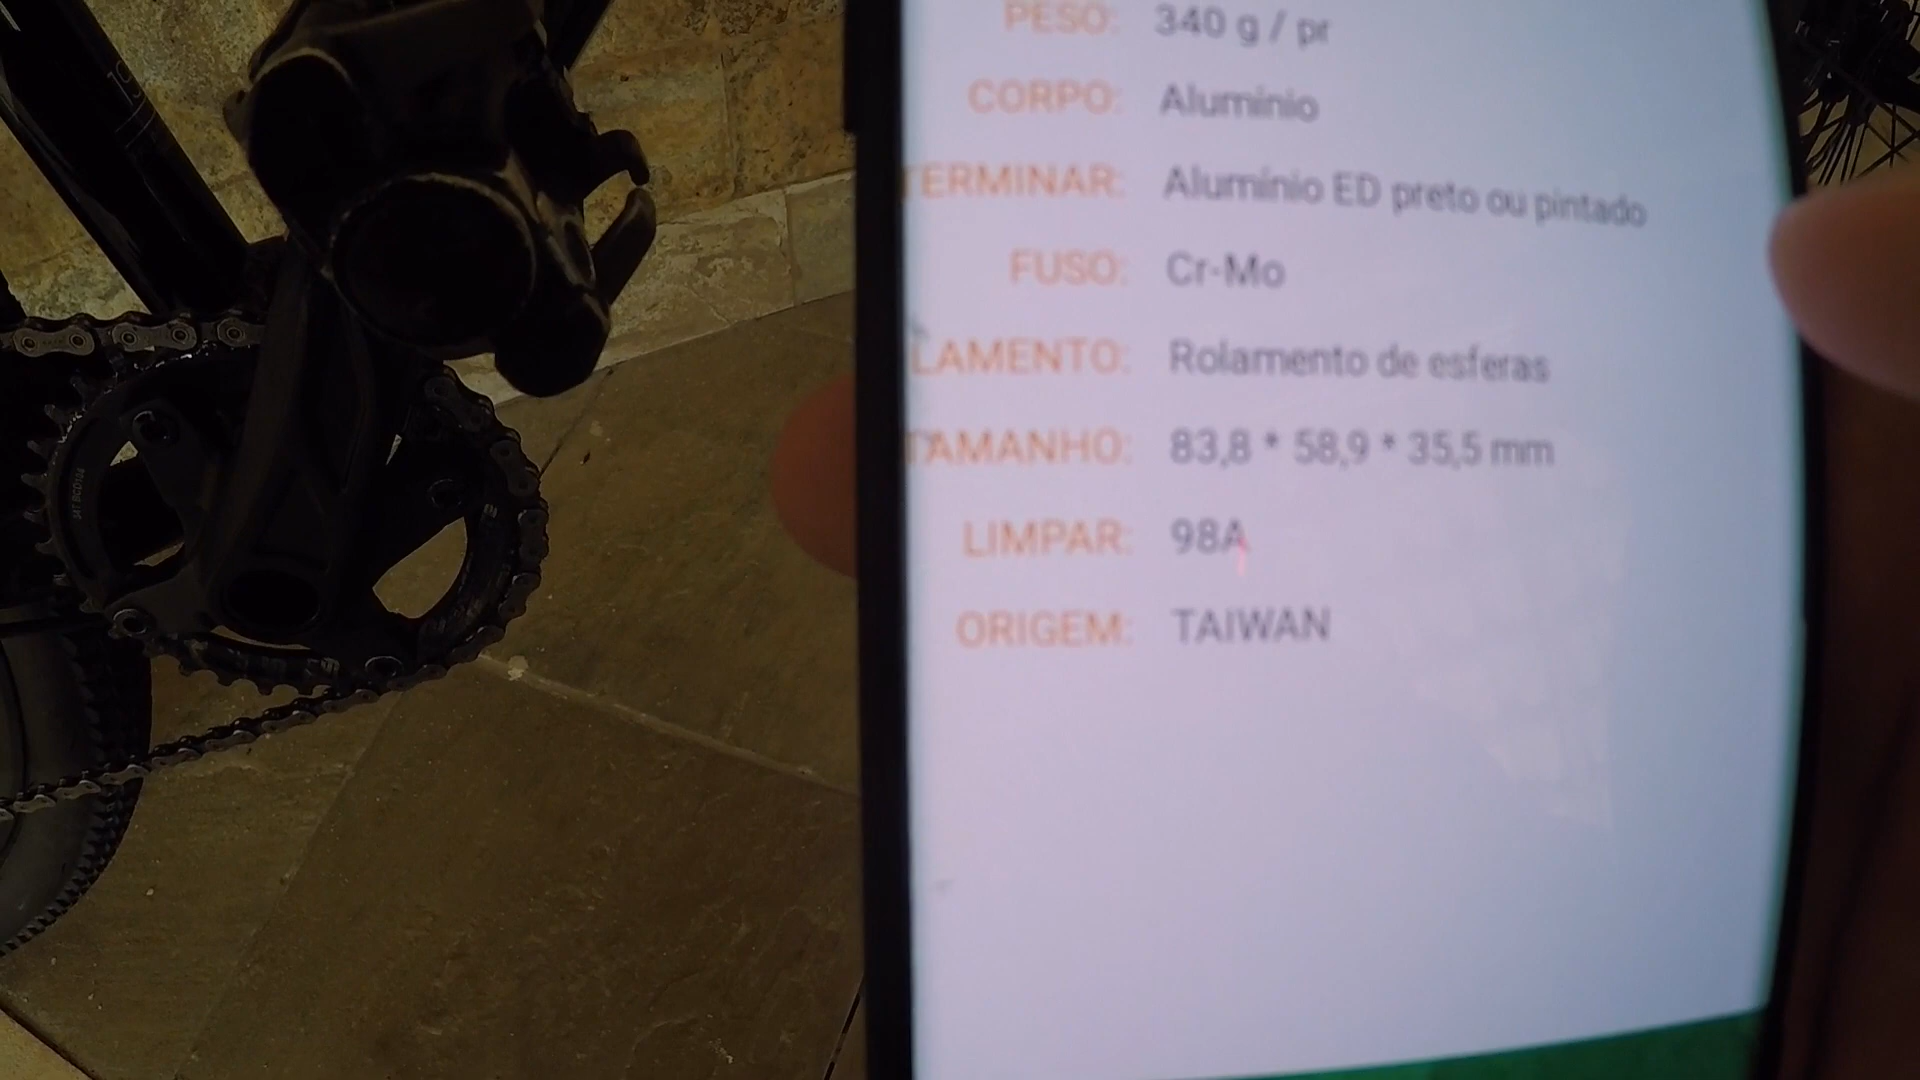 PESO: 340 g / pr
CORPO: Alumínio
TERMINAR: Alumínio ED preto ou pintado
FUSO: Cr-Mo
LAMENTO: Rolamento de esferas
TAMANHO: 83,8 * 58,9 * 35,5 mm
LIMPAR: 98A
ORIGEM: TAIWAN